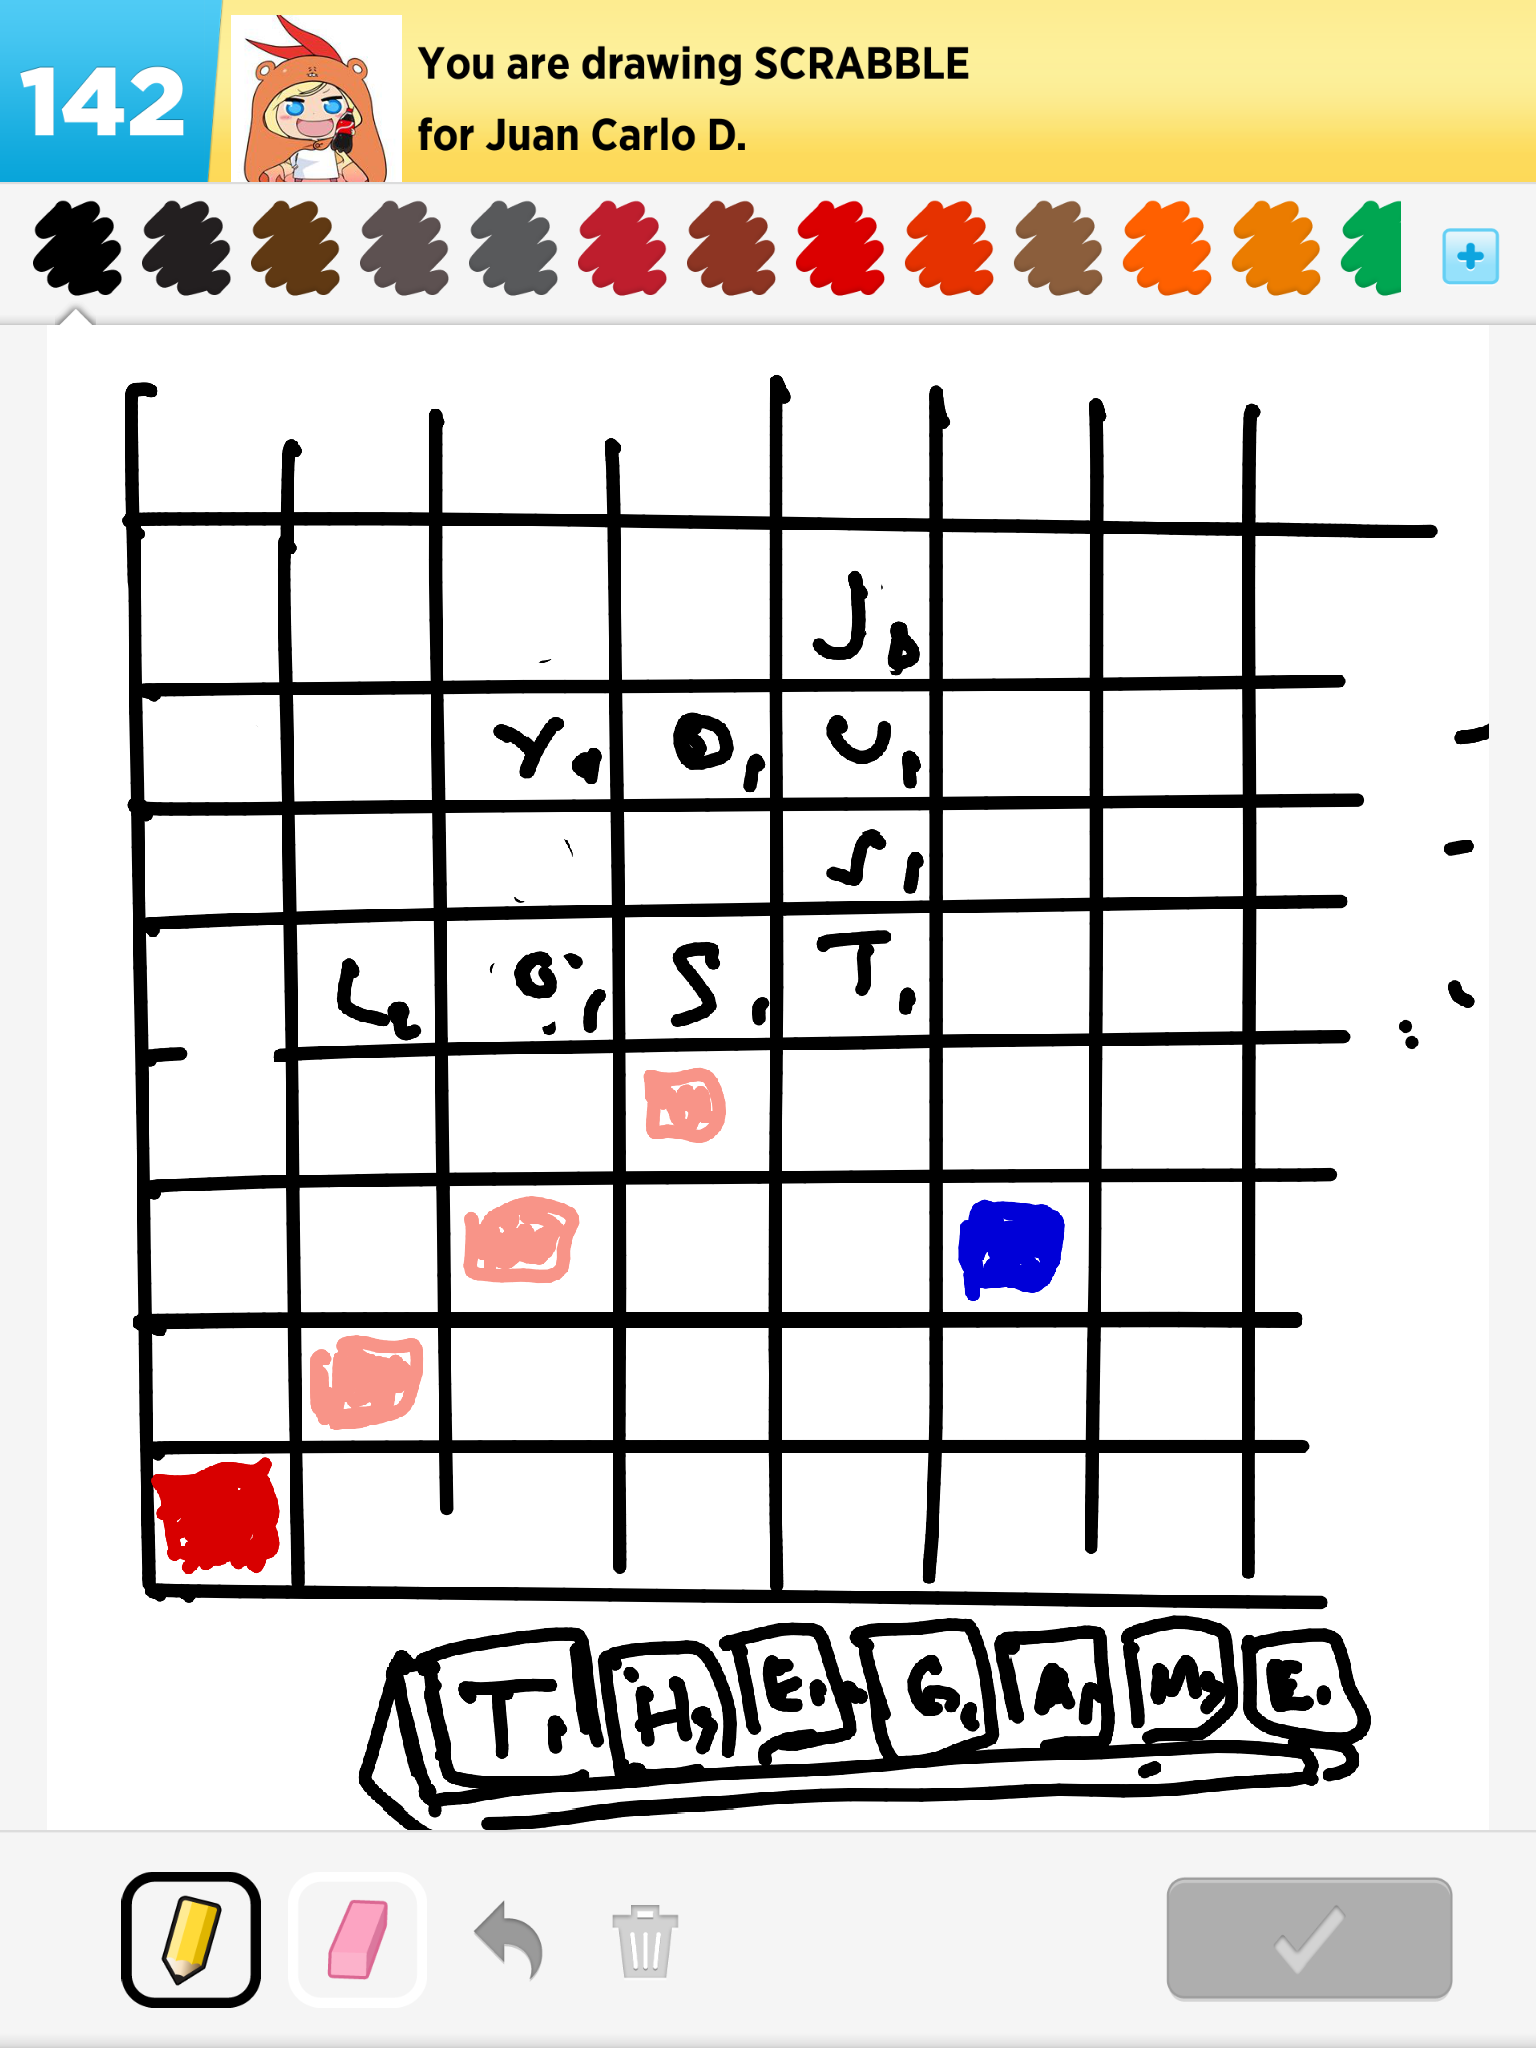 142
You are drawing SCRABBLE
for Juan Carlo D.
J
Y O U
S
L O S T
T H E G A M E